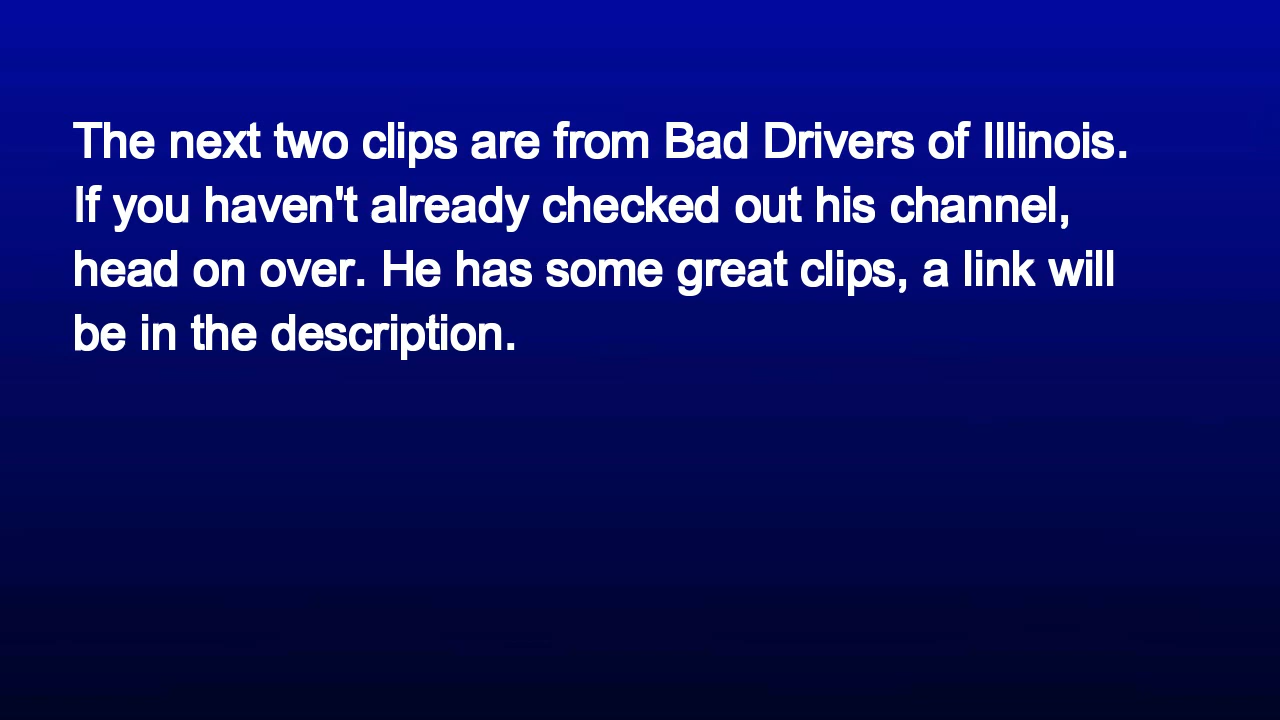 The next two clips are from Bad Drivers of Illinois.
If you haven't already checked out his channel,
head on over. He has some great clips, a link will
be in the description.